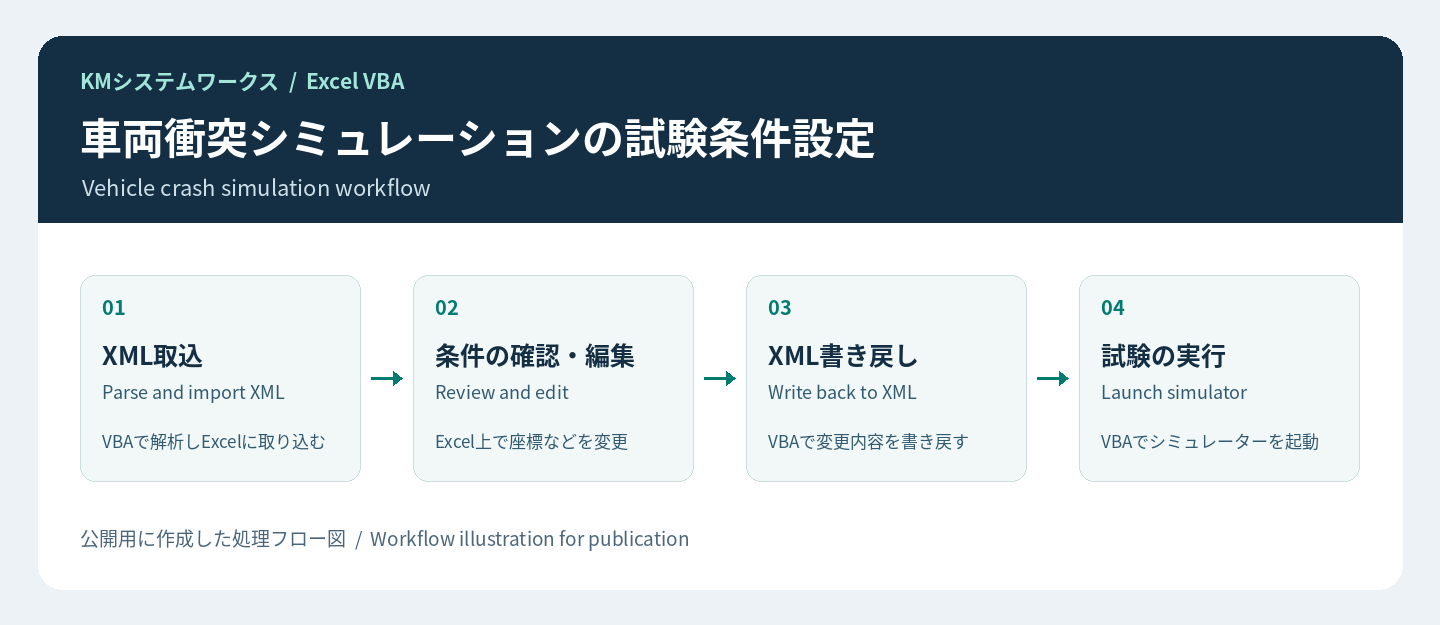 KMシステムワークス / Excel VBA
車両衝突シミュレーションの試験条件設定
Vehicle crash simulation workflow
01
XML取込
Parse and import XML
VBAで解析しExcelに取り込む
02
条件の確認・編集
Review and edit
Excel上で座標などを変更
03
XML書き戻し
Write back to XML
VBAで変更内容を書き戻す
04
試験の実行
Launch simulator
VBAでシミュレーターを起動
公開用に作成した処理フロー図 / Workflow illustration for publication